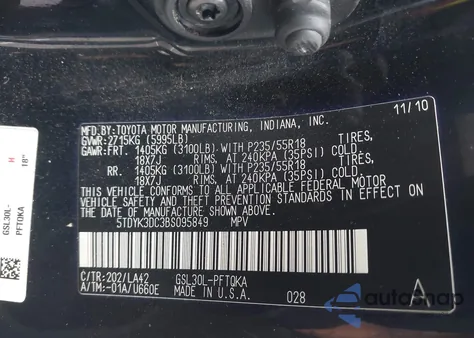 MFD.BY:TOYOTA MOTOR MANUFACTURING, INDIANA, INC.
11/10
GVWR:2715KG (5995LB)
GAWR:FRT. 1405KG (3100LB) WITH P235/55R18 TIRES,
18X7J RIMS, AT 240KPA (35PSI) COLD
RR. 1405KG (3100LB) WITH P235/55R18 TIRES,
18X7J RIMS, AT 240KPA (35PSI) COLD
THIS VEHICLE CONFORMS TO ALL APPLICABLE FEDERAL MOTOR
VEHICLE SAFETY AND THEFT PREVENTION STANDARDS IN EFFECT
ON THE DATE OF MANUFACTURE SHOWN ABOVE.
5TDYK3DC3BS095849 MPV
C/TR:202/LA42 GSL30L-PFTQKA
A/TM:-01A/U660E MADE IN U.S.A. 028
A
H
18"
GSL30L-
PFTQKA
AutoSnap